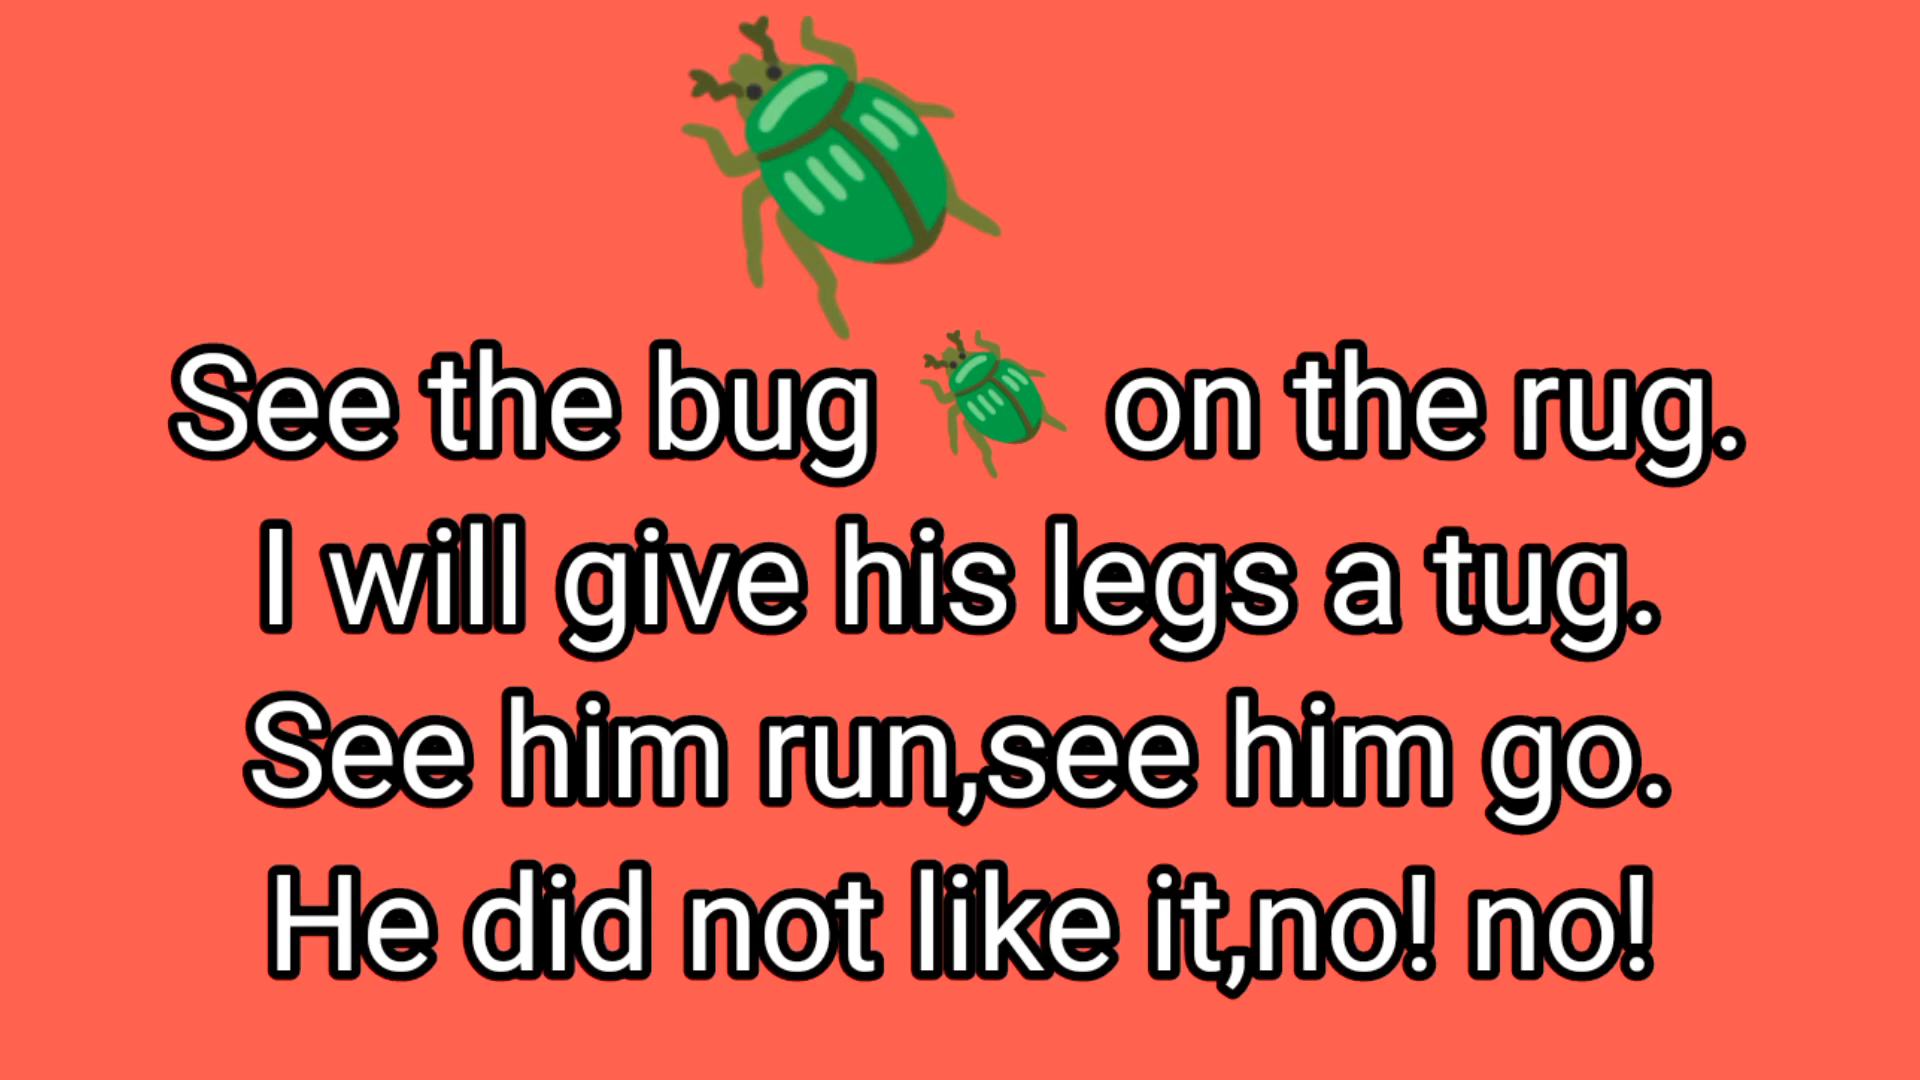 See the bug 🪲 on the rug.
I will give his legs a tug.
See him run,see him go.
He did not like it,no! no!